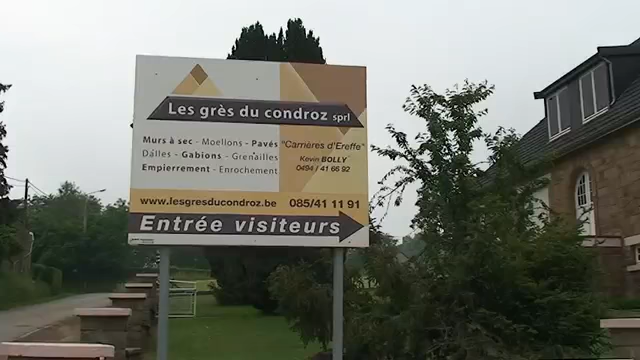 Les grès du condroz sprl
Murs à sec - Moellons - Pavés
Dalles - Gabions - Grenailles
Empierrement - Enrochement
"Carrières d'Ereffe"
Kevin BOLLY
0494 / 41 66 92
www.lesgresducondroz.be 085/41 11 91
Entrée visiteurs